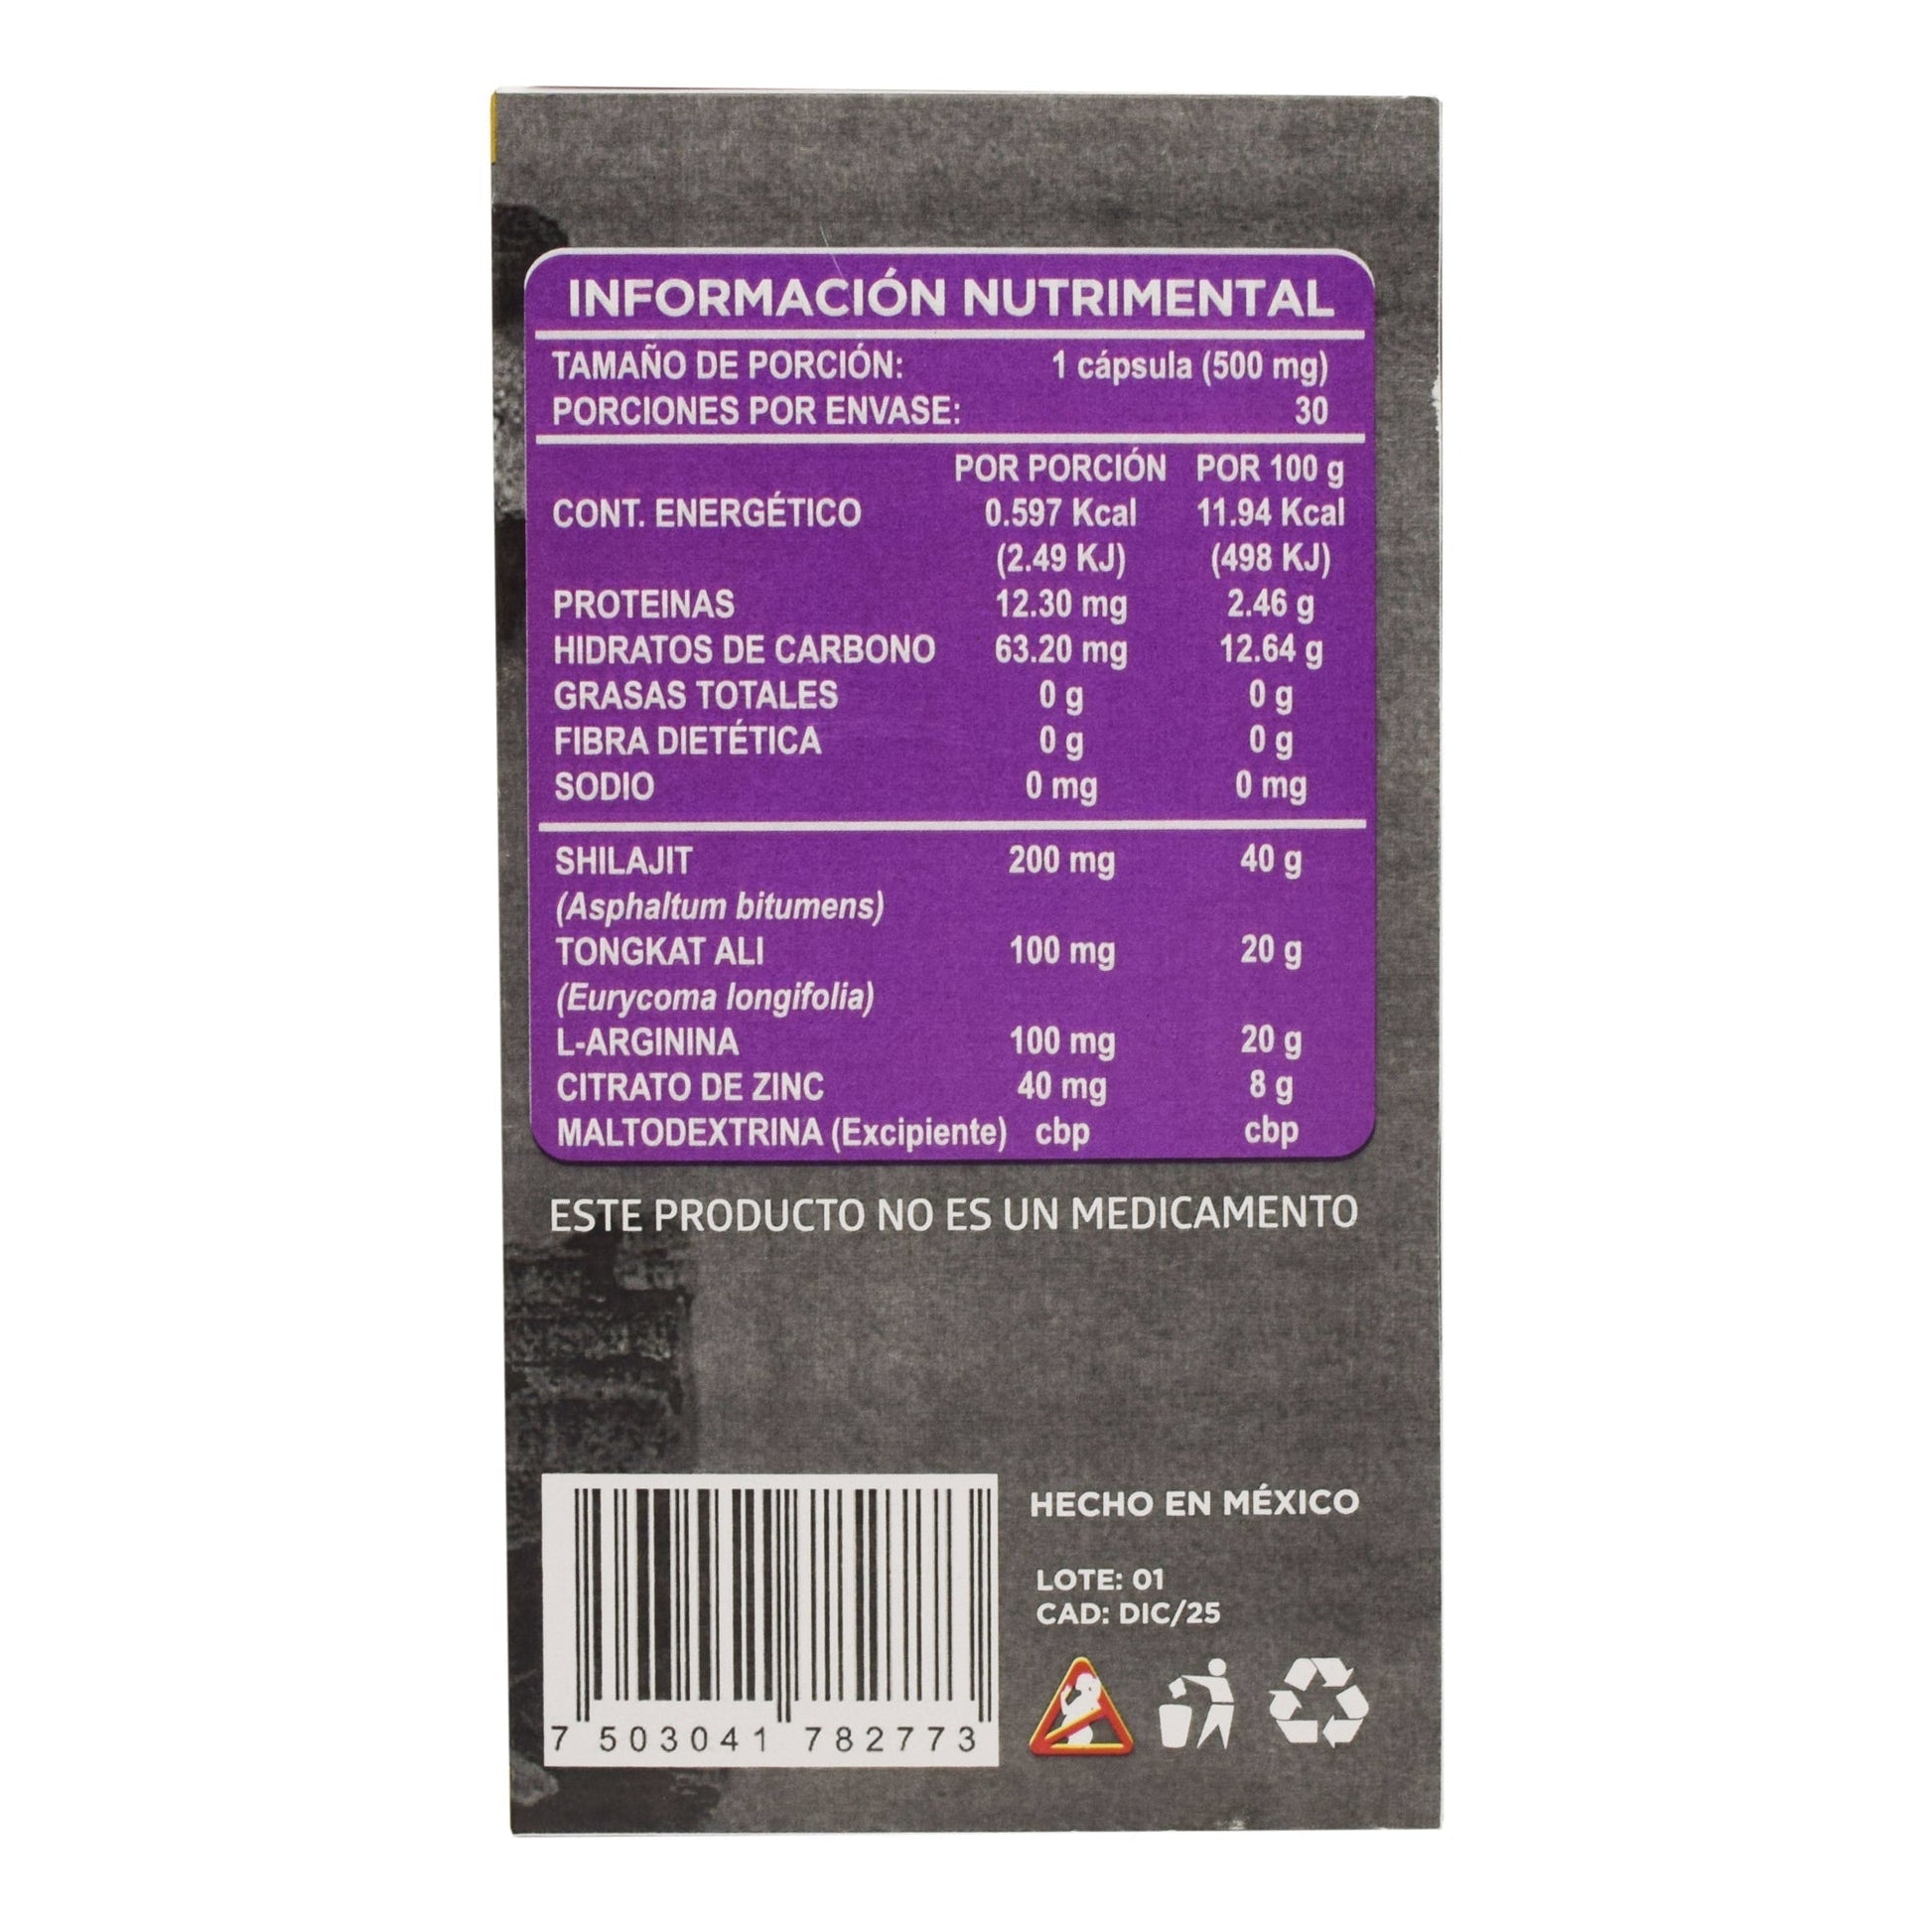 INFORMACIÓN NUTRIMENTAL
TAMAÑO DE PORCIÓN: 1 cápsula (500 mg)
PORCIONES POR ENVASE: 30
POR PORCIÓN POR 100 g
CONT. ENERGÉTICO 0.597 Kcal 11.94 Kcal
(2.49 KJ) (498 KJ)
PROTEINAS 12.30 mg 2.46 g
HIDRATOS DE CARBONO 63.20 mg 12.64 g
GRASAS TOTALES 0 g 0 g
FIBRA DIETÉTICA 0 g 0 g
SODIO 0 mg 0 mg
SHILAJIT 200 mg 40 g
(Asphaltum bitumens)
TONGKAT ALI 100 mg 20 g
(Eurycoma longifolia)
L-ARGININA 100 mg 20 g
CITRATO DE ZINC 40 mg 8 g
MALTODEXTRINA (Excipiente) cbp cbp
ESTE PRODUCTO NO ES UN MEDICAMENTO
HECHO EN MÉXICO
LOTE: 01
CAD: DIC/25
7 503041 782773